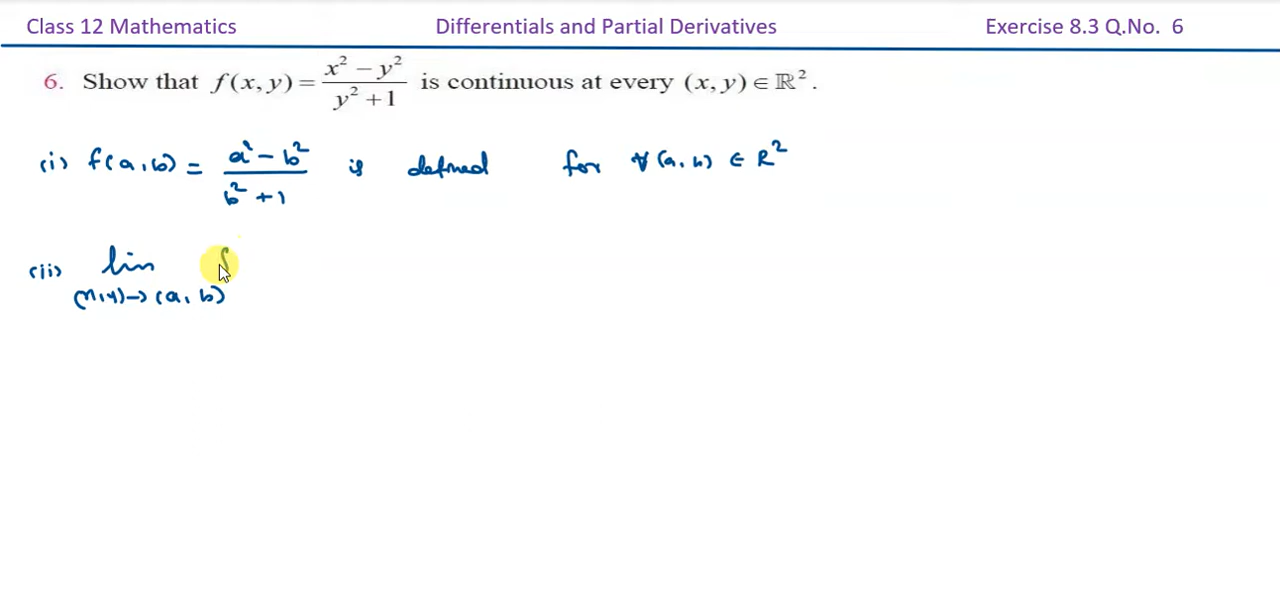 Class 12 Mathematics Differentials and Partial Derivatives Exercise 8.3 Q.No. 6
6. Show that f(x, y) = (x² − y²)/(y² + 1) is continuous at every (x, y) ∈ ℝ².
(i) f(a, b) = (a² − b²)/(b² + 1) is defined for ∀ (a, b) ∈ R²
(ii) lim f
(x, y) → (a, b)